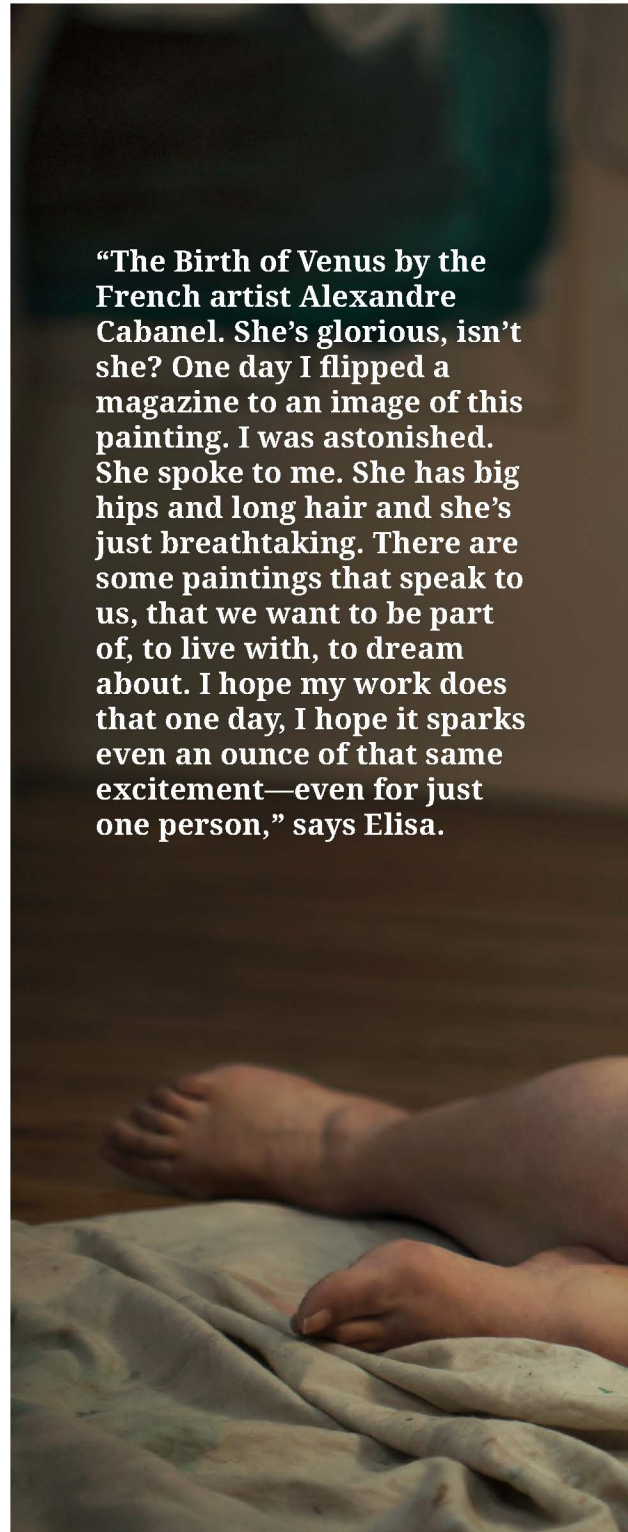 “The Birth of Venus by the
French artist Alexandre
Cabanel. She’s glorious, isn’t
she? One day I flipped a
magazine to an image of this
painting. I was astonished.
She spoke to me. She has big
hips and long hair and she’s
just breathtaking. There are
some paintings that speak to
us, that we want to be part
of, to live with, to dream
about. I hope my work does
that one day, I hope it sparks
even an ounce of that same
excitement—even for just
one person,” says Elisa.